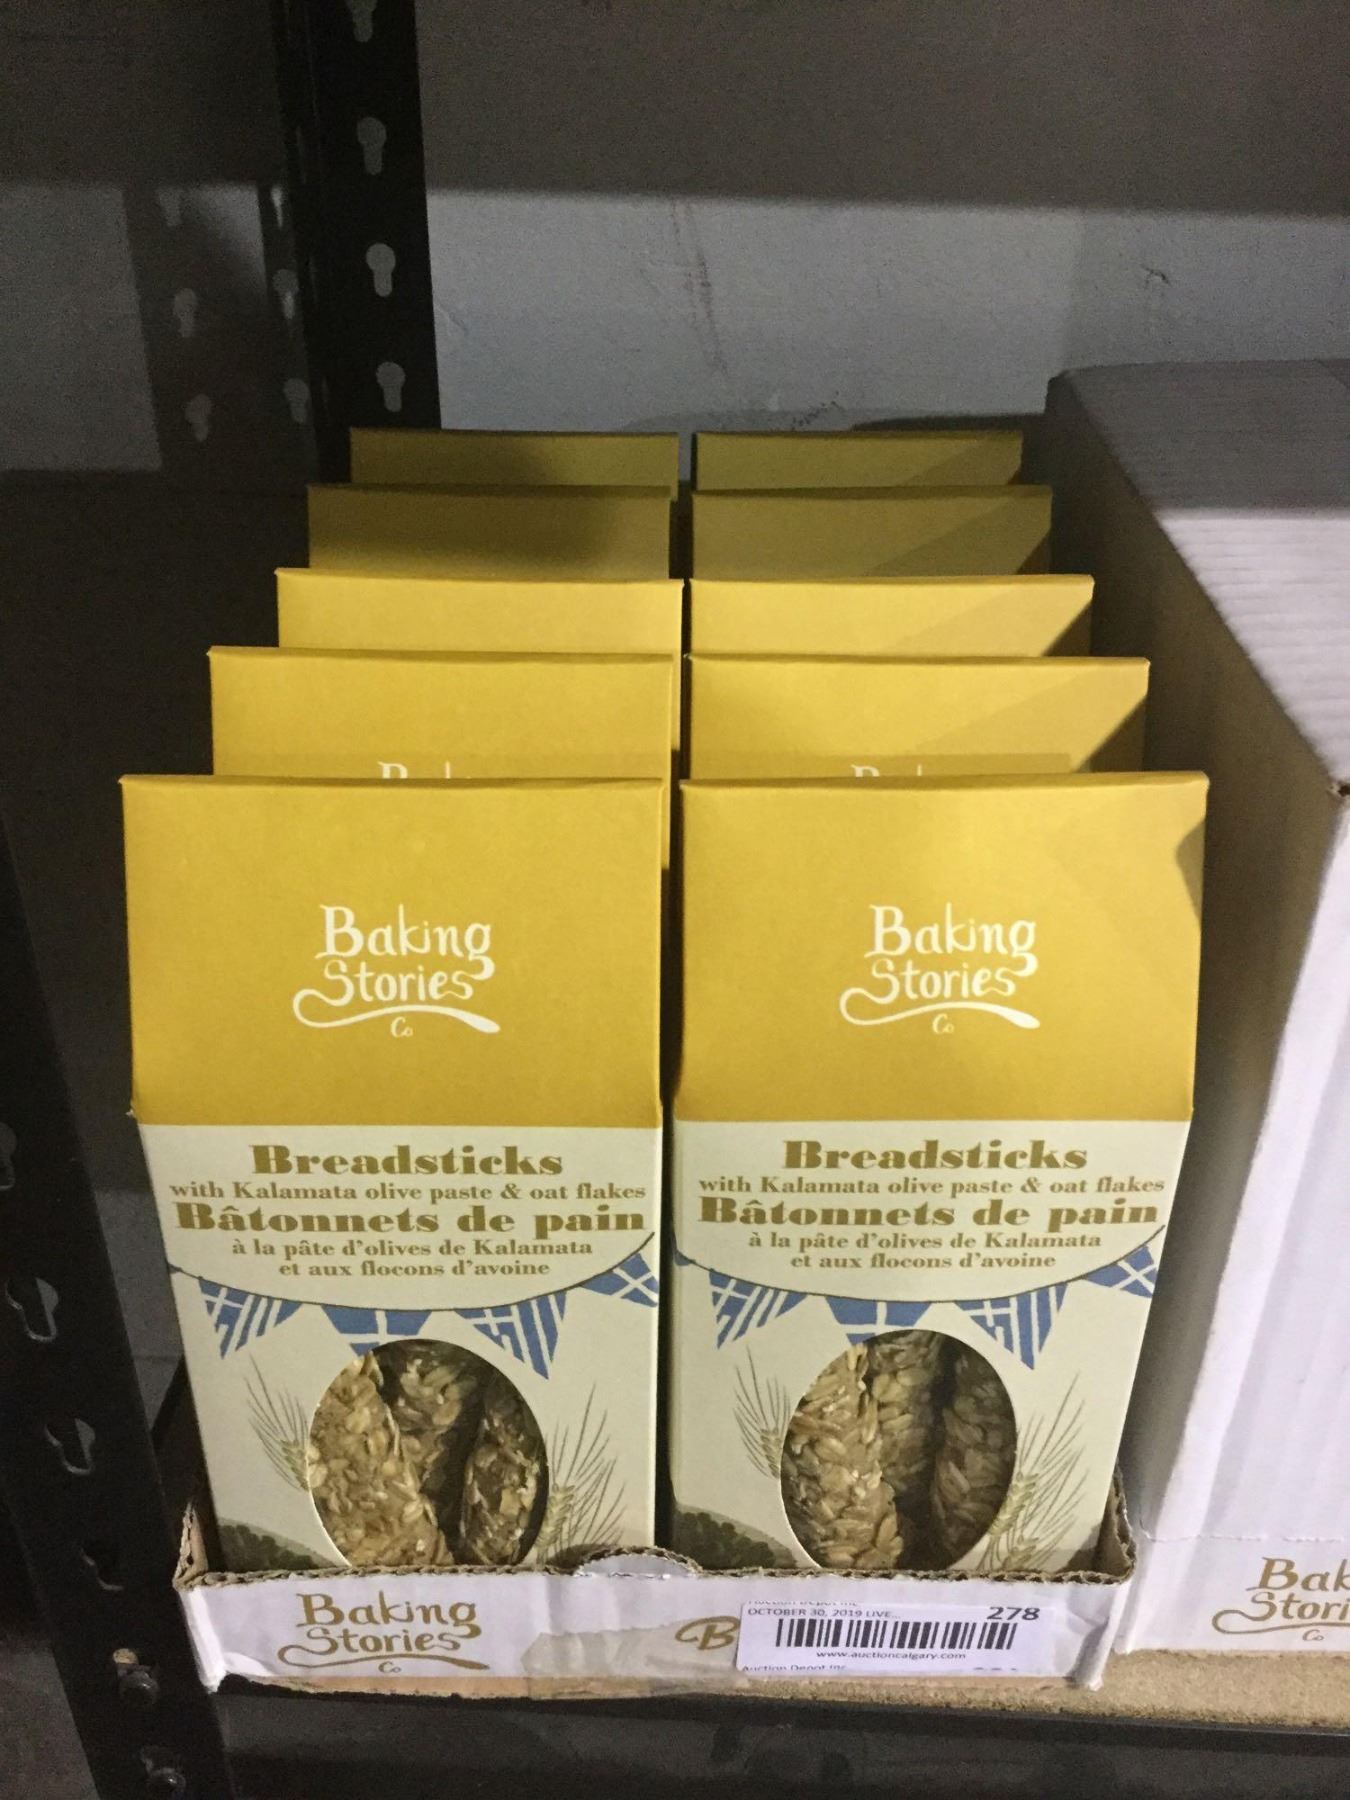 Baking
Stories
Co
Breadsticks
with Kalamata olive paste & oat flakes
Bâtonnets de pain
à la pâte d'olives de Kalamata
et aux flocons d'avoine
Baking
Stories
Co
Breadsticks
with Kalamata olive paste & oat flakes
Bâtonnets de pain
à la pâte d'olives de Kalamata
et aux flocons d'avoine
Baking
Stories
Co
B
OCTOBER 30, 2019 LIVE...
278
www.auctioncalgary.com
Auction Depot Inc
Bak
Stori
Co